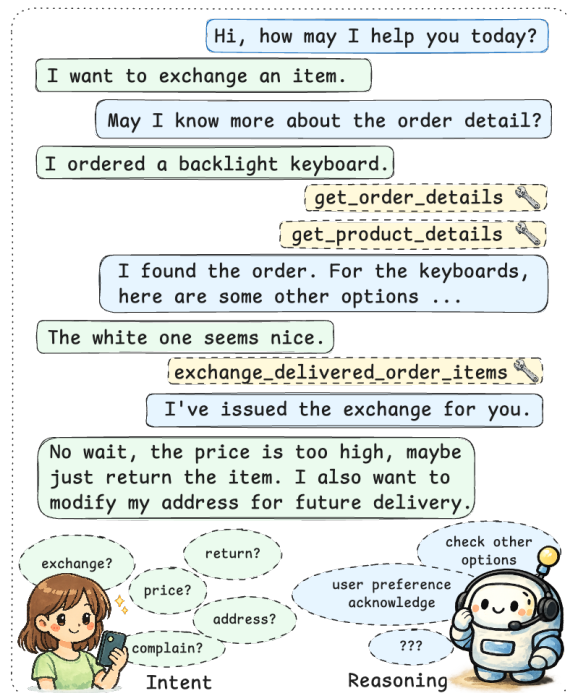 Hi, how may I help you today?
I want to exchange an item.
May I know more about the order detail?
I ordered a backlight keyboard.
get_order_details
get_product_details
I found the order. For the keyboards,
here are some other options ...
The white one seems nice.
exchange_delivered_order_items
I've issued the exchange for you.
No wait, the price is too high, maybe
just return the item. I also want to
modify my address for future delivery.
exchange?
return?
price?
address?
complain?
Intent
check other
options
user preference
acknowledge
???
Reasoning